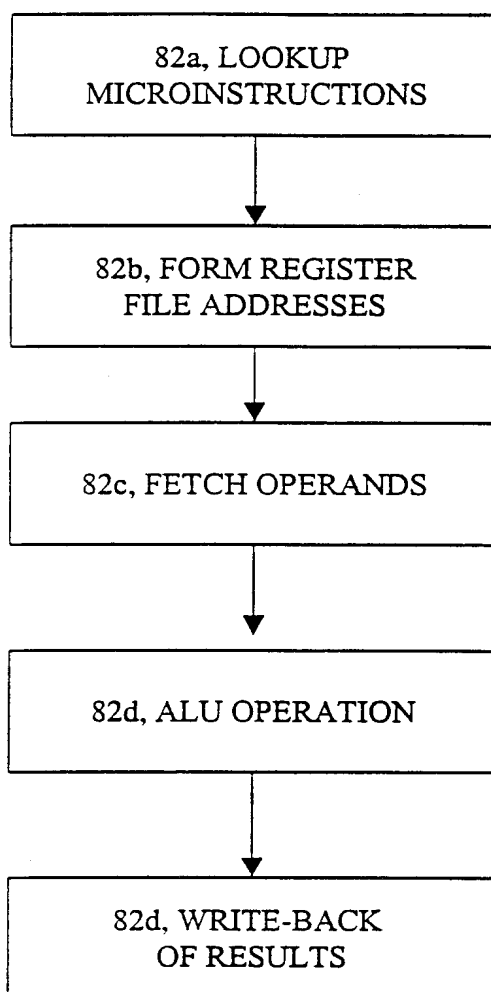 82a, LOOKUP
MICROINSTRUCTIONS
82b, FORM REGISTER
FILE ADDRESSES
82c, FETCH OPERANDS
82d, ALU OPERATION
82d, WRITE-BACK
OF RESULTS